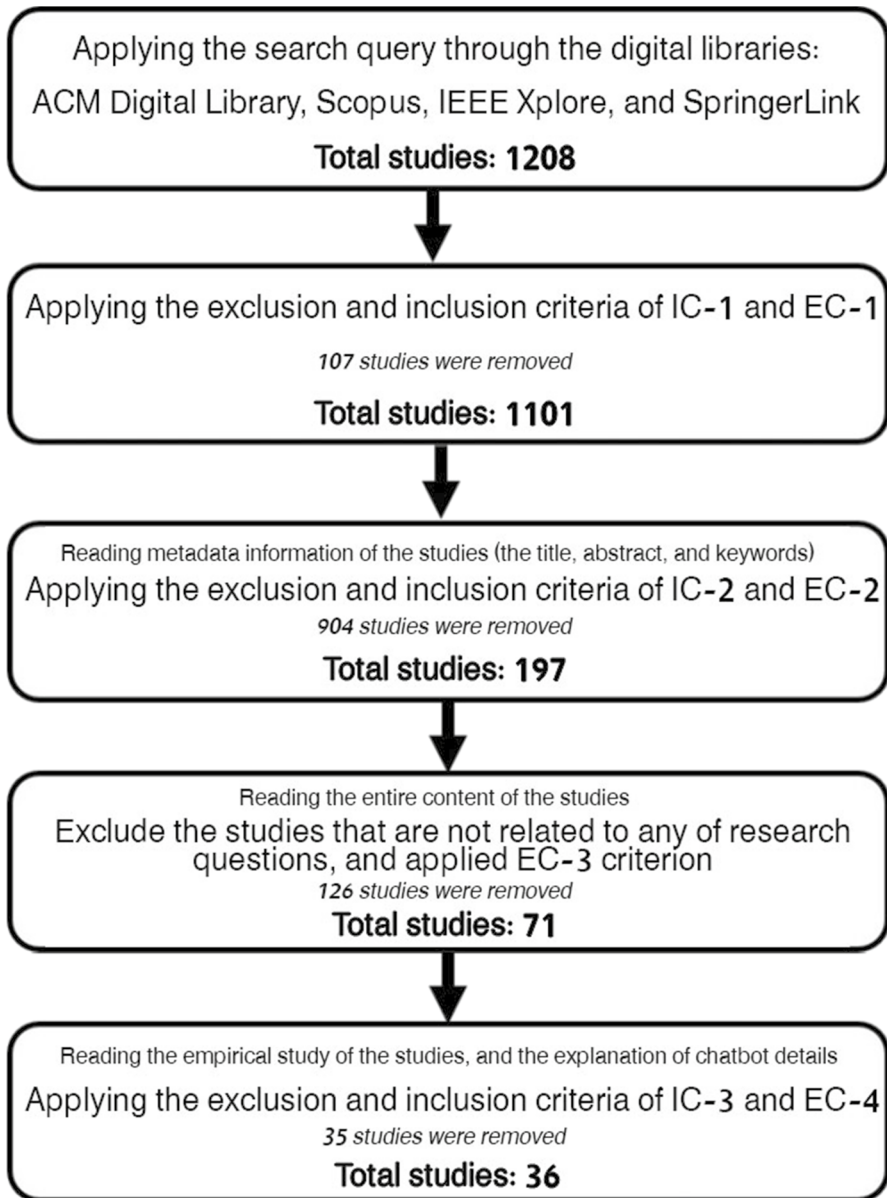 Applying the search query through the digital libraries:
ACM Digital Library, Scopus, IEEE Xplore, and SpringerLink
Total studies: 1208
Applying the exclusion and inclusion criteria of IC-1 and EC-1
107 studies were removed
Total studies: 1101
Reading metadata information of the studies (the title, abstract, and keywords)
Applying the exclusion and inclusion criteria of IC-2 and EC-2
904 studies were removed
Total studies: 197
Reading the entire content of the studies
Exclude the studies that are not related to any of research
questions, and applied EC-3 criterion
126 studies were removed
Total studies: 71
Reading the empirical study of the studies, and the explanation of chatbot details
Applying the exclusion and inclusion criteria of IC-3 and EC-4
35 studies were removed
Total studies: 36